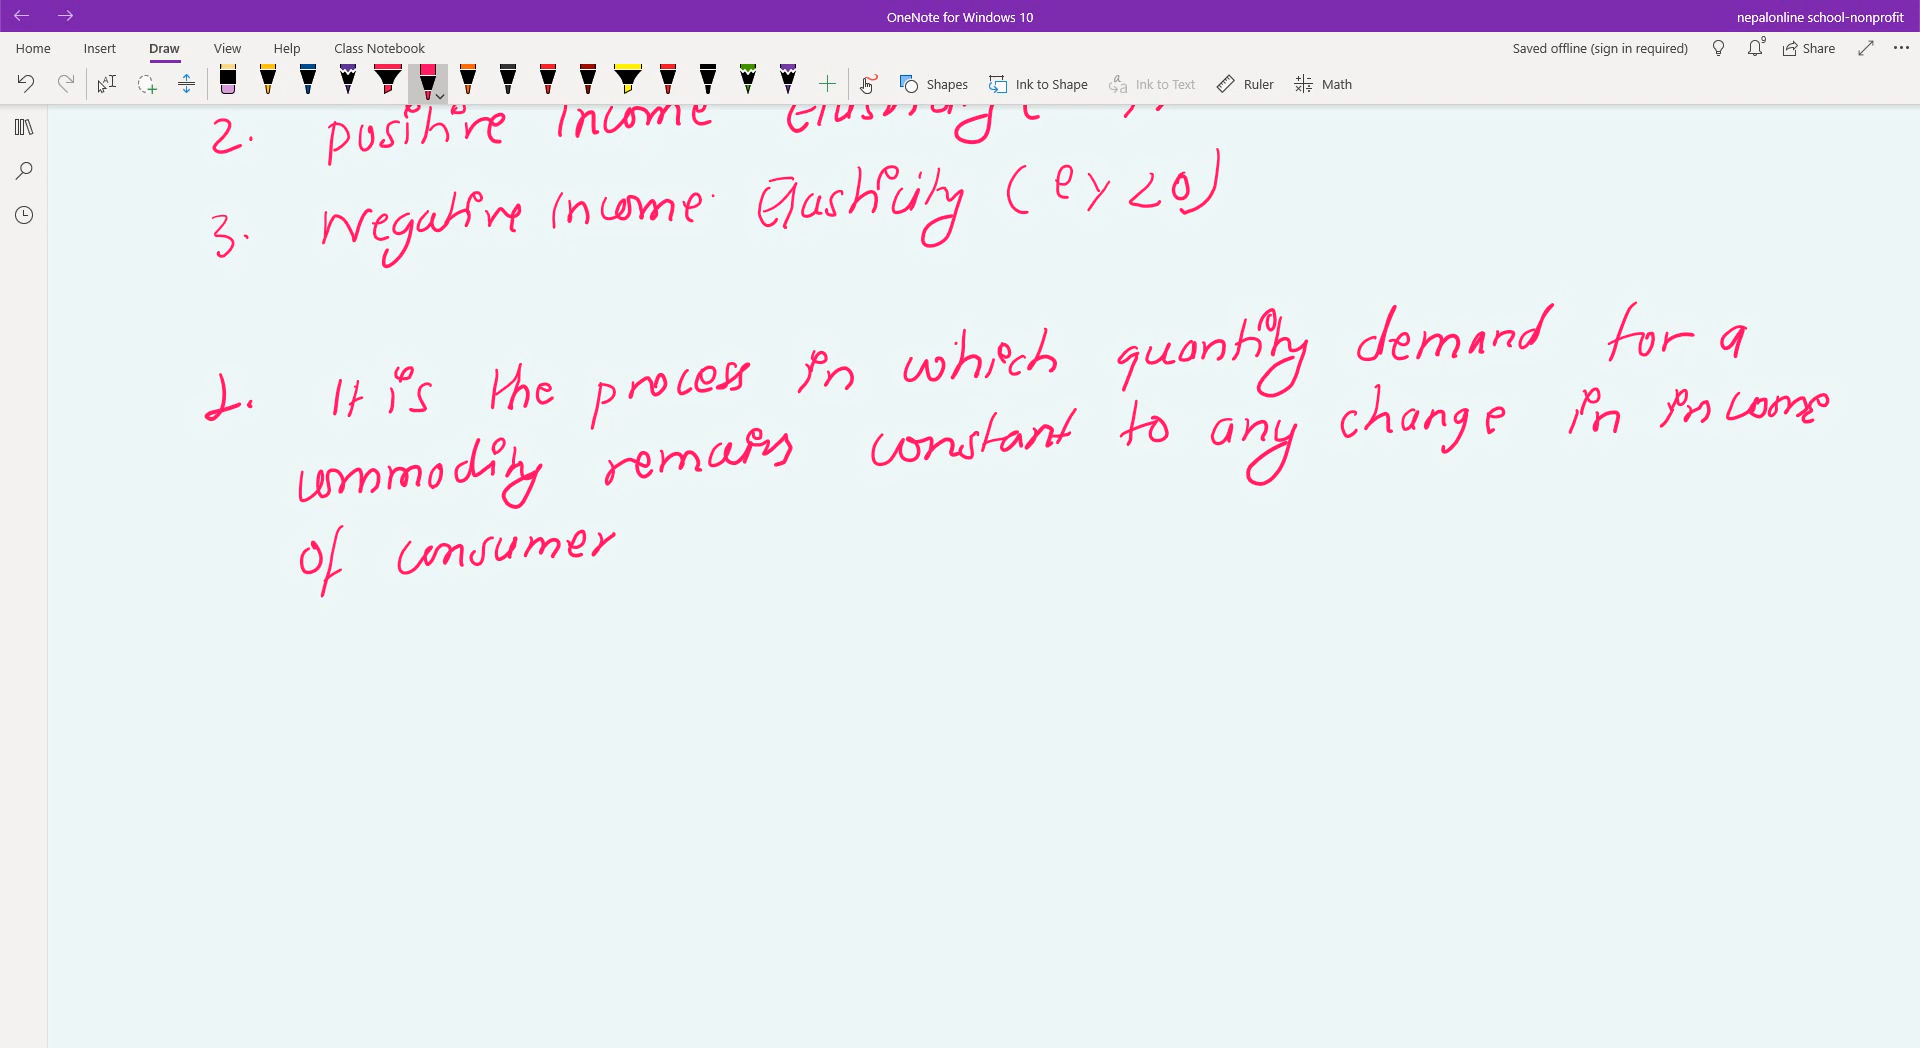 OneNote for Windows 10
nepalonline school-nonprofit
Home Insert Draw View Help Class Notebook
Saved offline (sign in required)
9
Share
Shapes Ink to Shape Ink to Text Ruler Math
2. positive Income Elasticity (
3. Negative income Elasticity ( ey < 0)
1. It is the process in which quantity demand for a
commodity remains constant to any change in income
of consumer